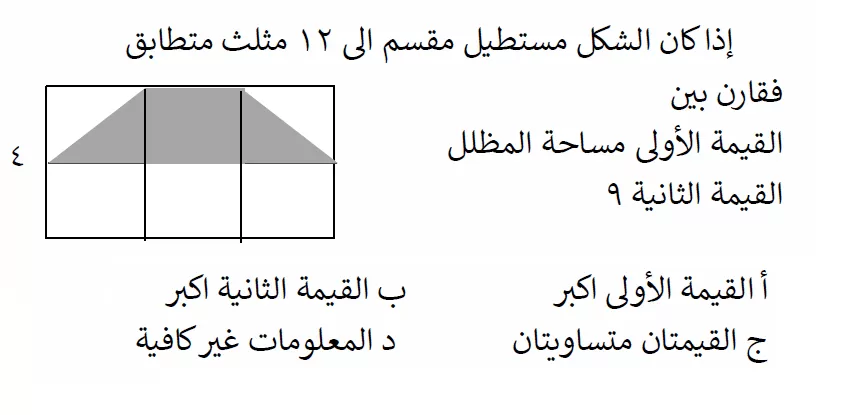 إذا كان الشكل مستطيل مقسم الى ١٢ مثلث متطابق
فقارن بين
القيمة الأولى مساحة المظلل
القيمة الثانية ٩
٤
أ القيمة الأولى اكبر
ب القيمة الثانية اكبر
ج القيمتان متساويتان
د المعلومات غير كافية